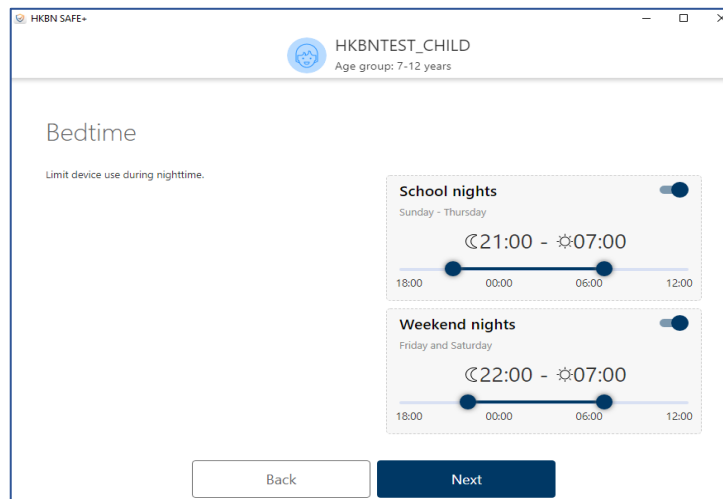 HKBN SAFE+
HKBNTEST_CHILD
Age group: 7-12 years
Bedtime
Limit device use during nighttime.
School nights
Sunday - Thursday
21:00 - 07:00
18:00 00:00 06:00 12:00
Weekend nights
Friday and Saturday
22:00 - 07:00
18:00 00:00 06:00 12:00
Back Next